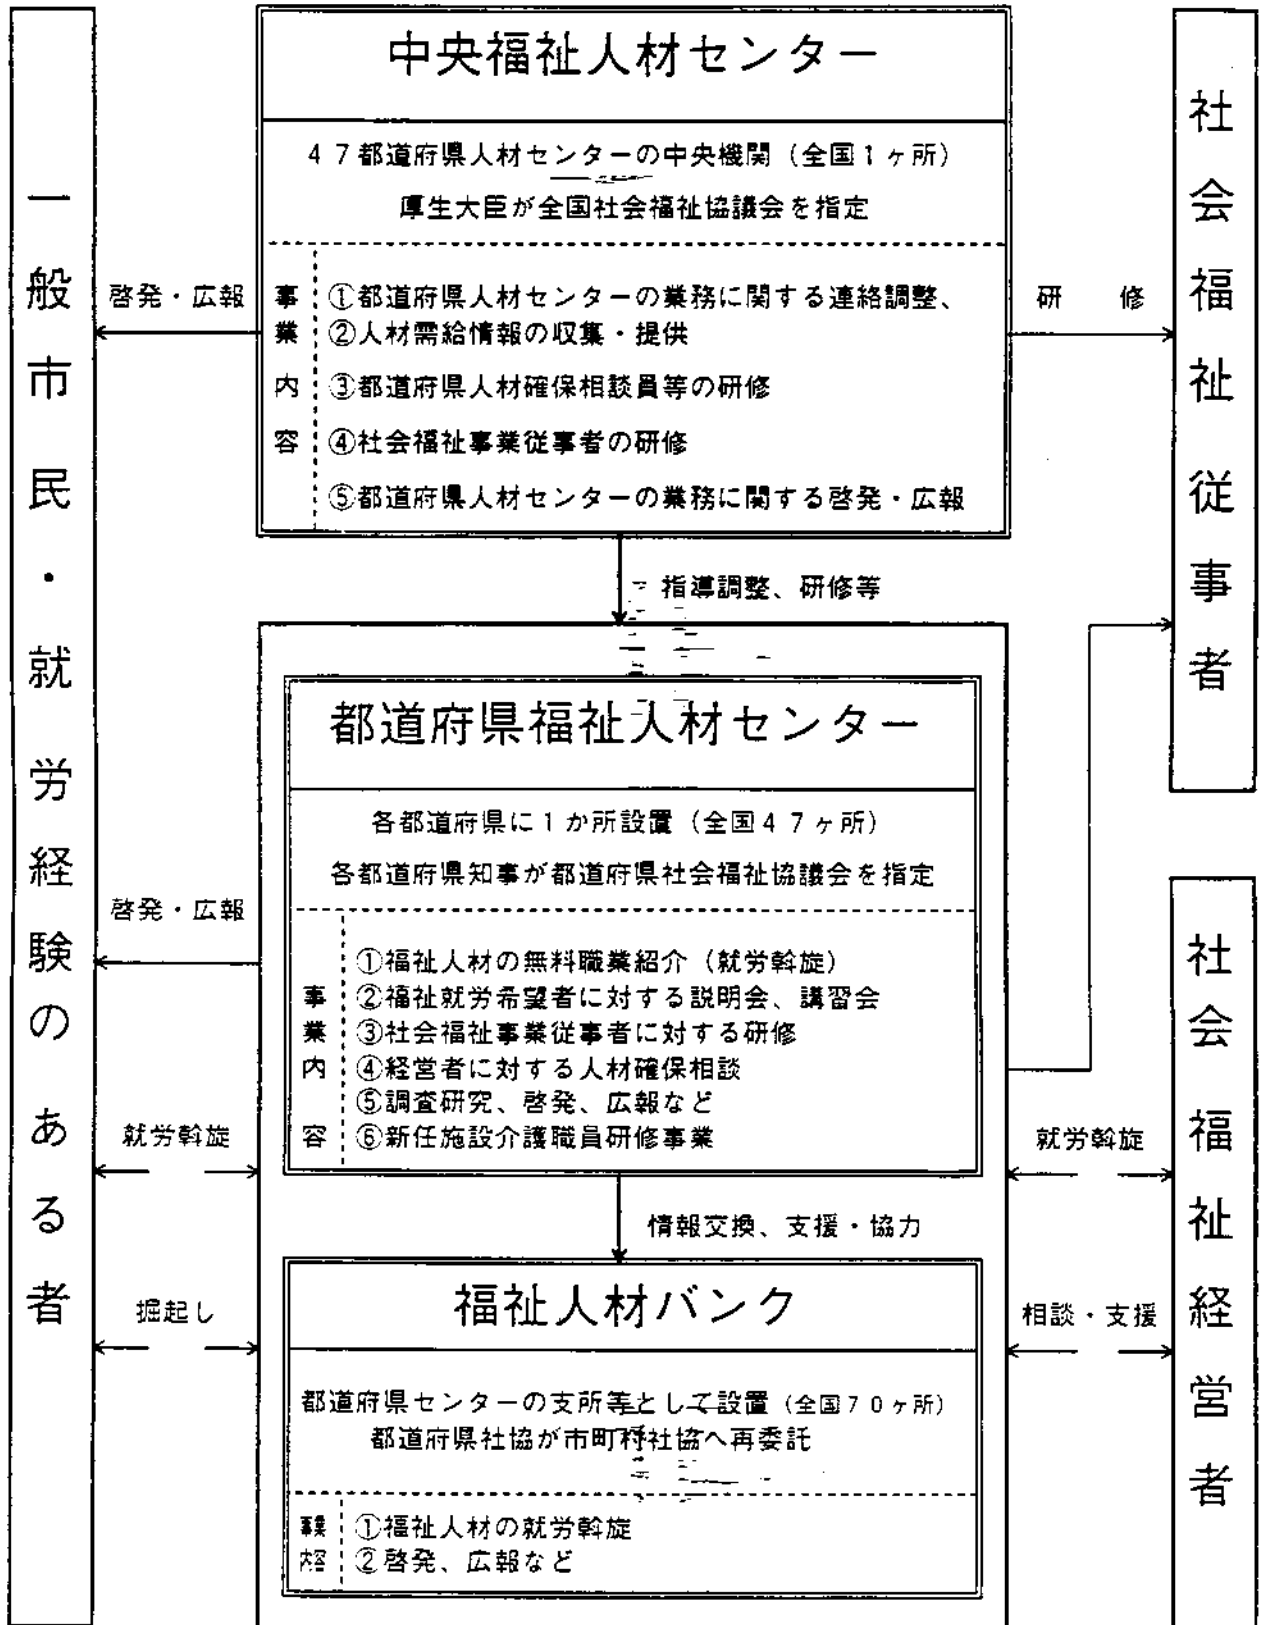 中央福祉人材センター
47都道府県人材センターの中央機関（全国1ヶ所）
厚生大臣が全国社会福祉協議会を指定
事業内容
①都道府県人材センターの業務に関する連絡調整、
②人材需給情報の収集・提供
③都道府県人材確保相談員等の研修
④社会福祉事業従事者の研修
⑤都道府県人材センターの業務に関する啓発・広報
一般市民・就労経験のある者
啓発・広報
研　修
社会福祉従事者
指導調整、研修等
都道府県福祉人材センター
各都道府県に1か所設置（全国47ヶ所）
各都道府県知事が都道府県社会福祉協議会を指定
事業内容
①福祉人材の無料職業紹介（就労斡旋）
②福祉就労希望者に対する説明会、講習会
③社会福祉事業従事者に対する研修
④経営者に対する人材確保相談
⑤調査研究、啓発、広報など
⑥新任施設介護職員研修事業
啓発・広報
就労斡旋
掘起し
就労斡旋
相談・支援
社会福祉経営者
情報交換、支援・協力
福祉人材バンク
都道府県センターの支所等として設置（全国70ヶ所）
都道府県社協が市町村社協へ再委託
事業内容
①福祉人材の就労斡旋
②啓発、広報など